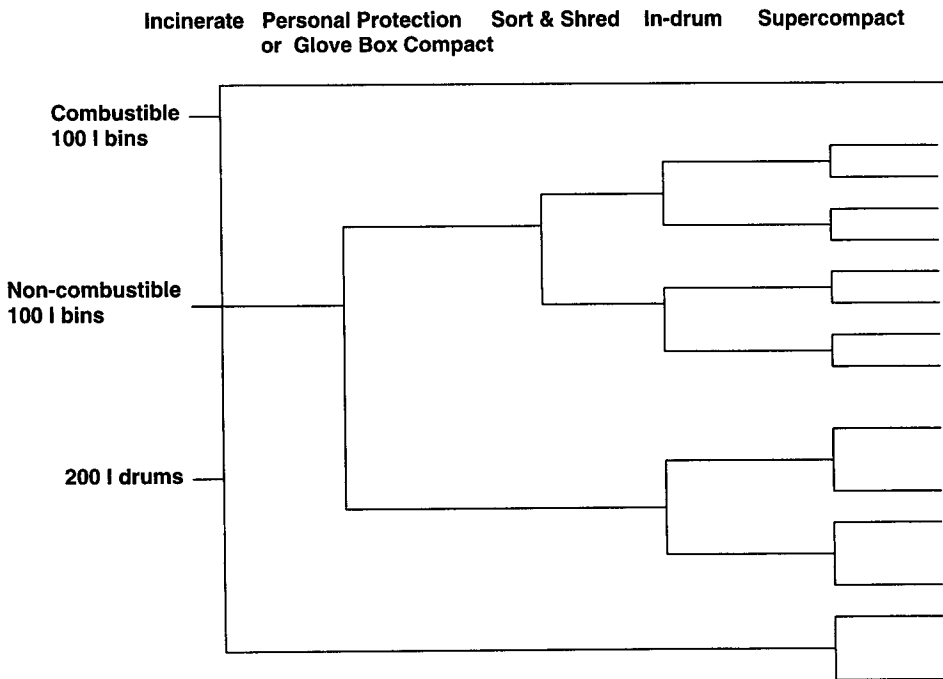 Incinerate Personal Protection Sort & Shred In-drum Supercompact
or Glove Box Compact
Combustible
100 l bins
Non-combustible
100 l bins
200 l drums